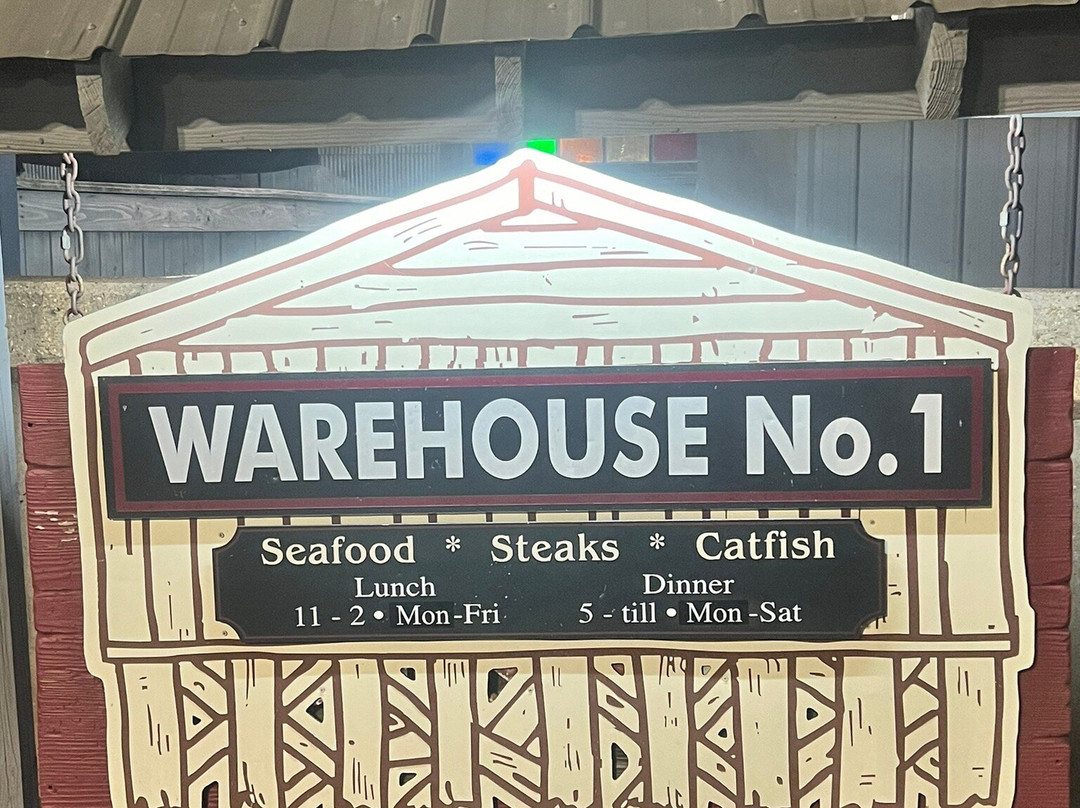 WAREHOUSE No.1
Seafood * Steaks * Catfish
Lunch Dinner
11 - 2 • Mon-Fri 5 - till • Mon-Sat